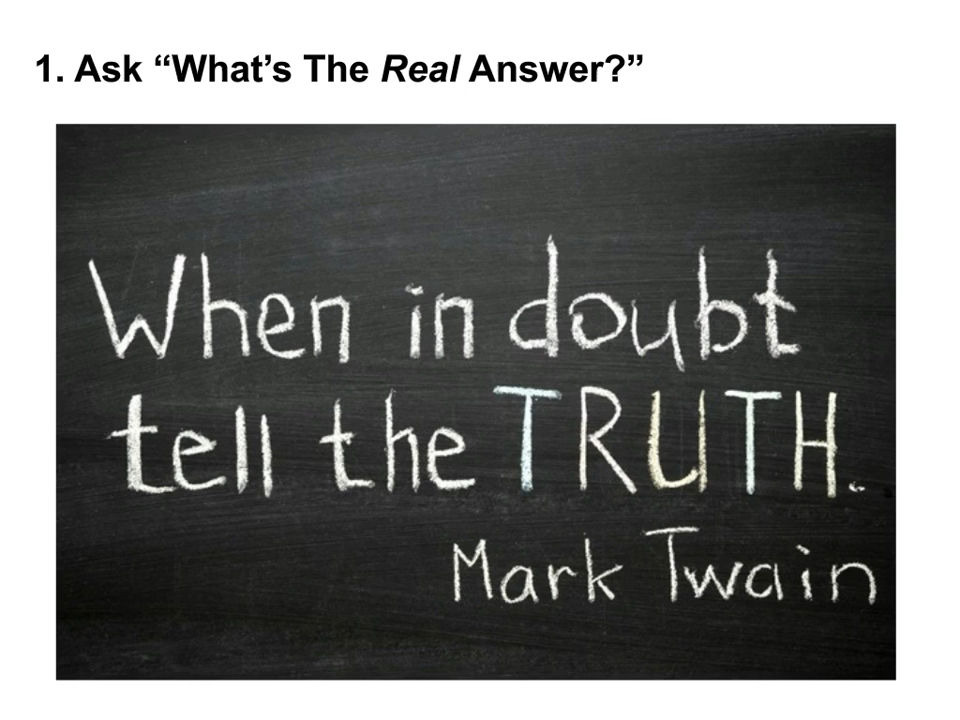 1. Ask “What’s The Real Answer?”
When in doubt
tell the TRUTH.
Mark Twain